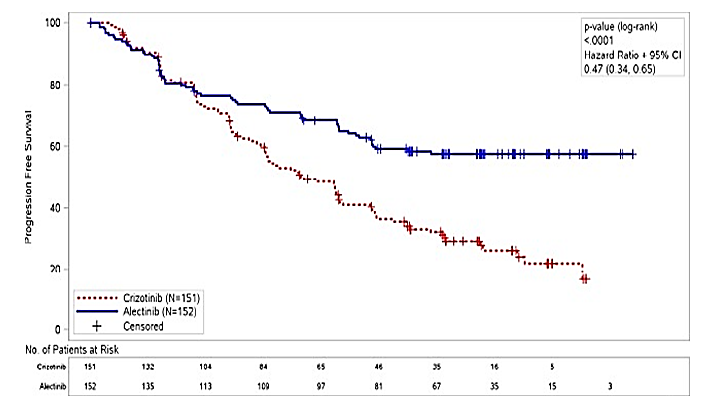 100
80
60
40
20
0
Progression Free Survival
p-value (log-rank)
<.0001
Hazard Ratio + 95% CI
0.47 (0.34, 0.65)
Crizotinib (N=151)
Alectinib (N=152)
Censored
No. of Patients at Risk
Crizotinib 151 132 104 84 65 46 35 16 5
Alectinib 152 135 113 109 97 81 67 35 15 3